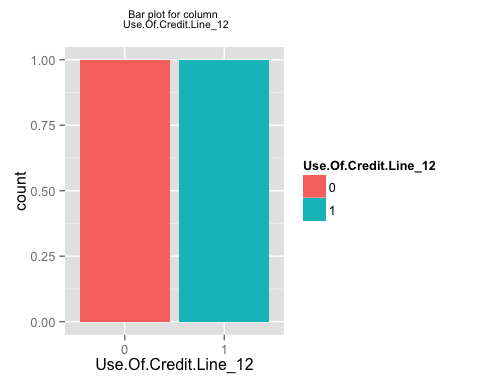 Bar plot for column
Use.Of.Credit.Line_12
1.00
0.75
0.50
0.25
0.00
count
0
1
Use.Of.Credit.Line_12
Use.Of.Credit.Line_12
0
1